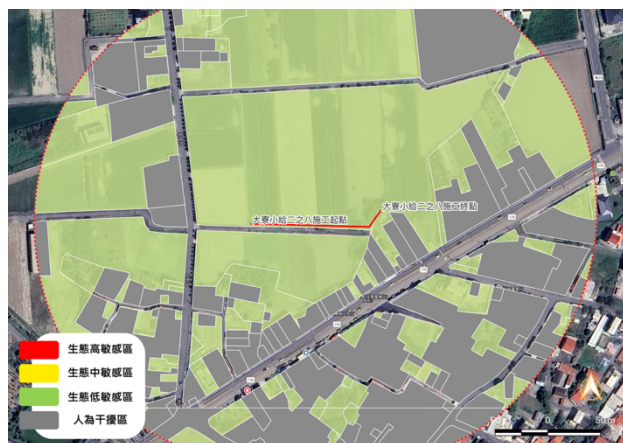 大寮小給二之八施工終點
大寮小給二之八施工起點
生態高敏感區
生態中敏感區
生態低敏感區
人為干擾區